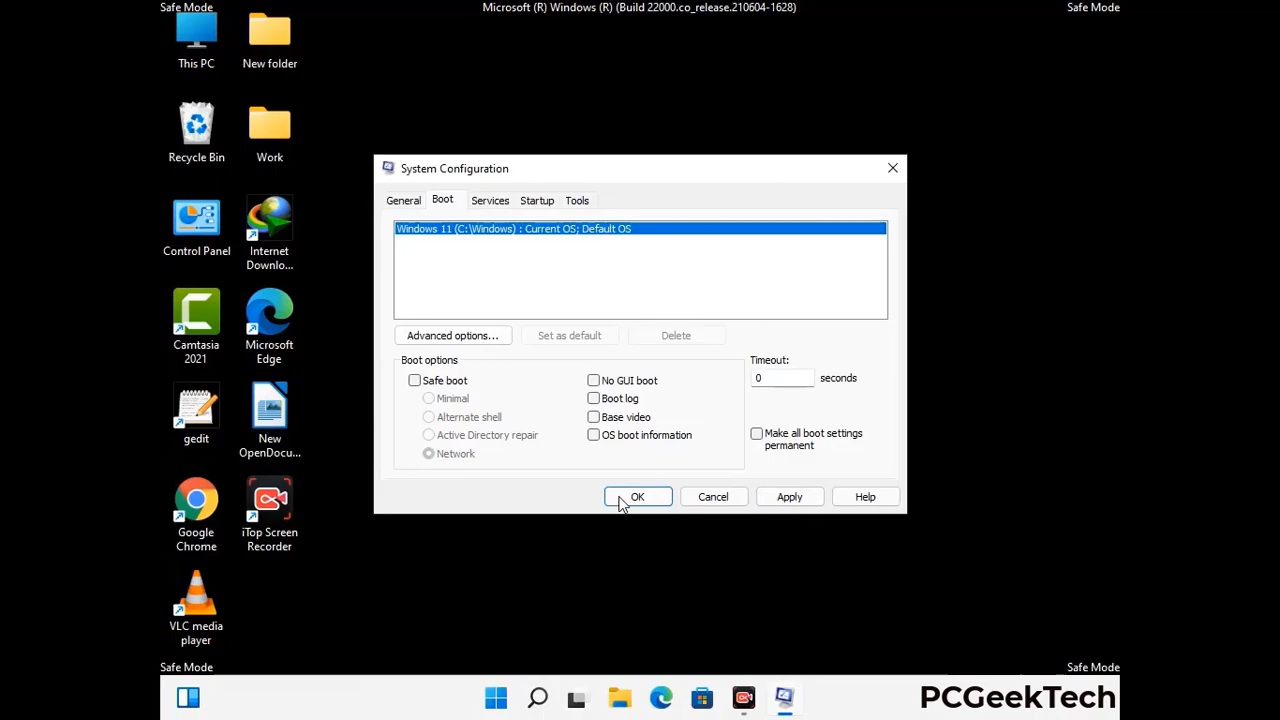 Safe Mode
Microsoft (R) Windows (R) (Build 22000.co_release.210604-1628)
Safe Mode
This PC
New folder
Recycle Bin
Work
Control Panel
Internet
Downlo...
Camtasia
2021
Microsoft
Edge
gedit
New
OpenDocu...
Google
Chrome
iTop Screen
Recorder
VLC media
player
System Configuration
General
Boot
Services
Startup
Tools
Windows 11 (C:\Windows) : Current OS; Default OS
Advanced options...
Set as default
Delete
Boot options
Safe boot
Minimal
Alternate shell
Active Directory repair
Network
No GUI boot
Boot log
Base video
OS boot information
Timeout:
0 seconds
Make all boot settings
permanent
OK
Cancel
Apply
Help
Safe Mode
Safe Mode
PCGeekTech